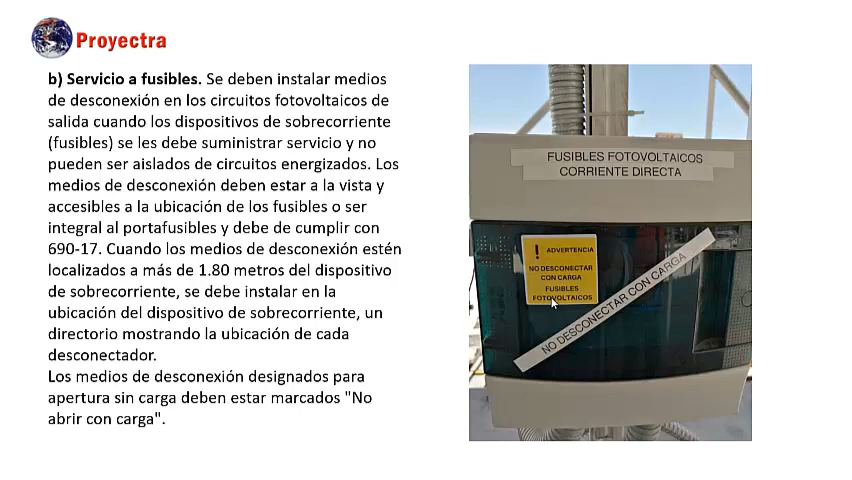 Proyectra
b) Servicio a fusibles. Se deben instalar medios
de desconexión en los circuitos fotovoltaicos de
salida cuando los dispositivos de sobrecorriente
(fusibles) se les debe suministrar servicio y no
pueden ser aislados de circuitos energizados. Los
medios de desconexión deben estar a la vista y
accesibles a la ubicación de los fusibles o ser
integral al portafusibles y debe de cumplir con
690-17. Cuando los medios de desconexión estén
localizados a más de 1.80 metros del dispositivo
de sobrecorriente, se debe instalar en la
ubicación del dispositivo de sobrecorriente, un
directorio mostrando la ubicación de cada
desconectador.
Los medios de desconexión designados para
apertura sin carga deben estar marcados "No
abrir con carga".
FUSIBLES FOTOVOLTAICOS
CORRIENTE DIRECTA
! ADVERTENCIA
NO DESCONECTAR
CON CARGA
FUSIBLES
FOTOVOLTAICOS
NO DESCONECTAR CON CARGA